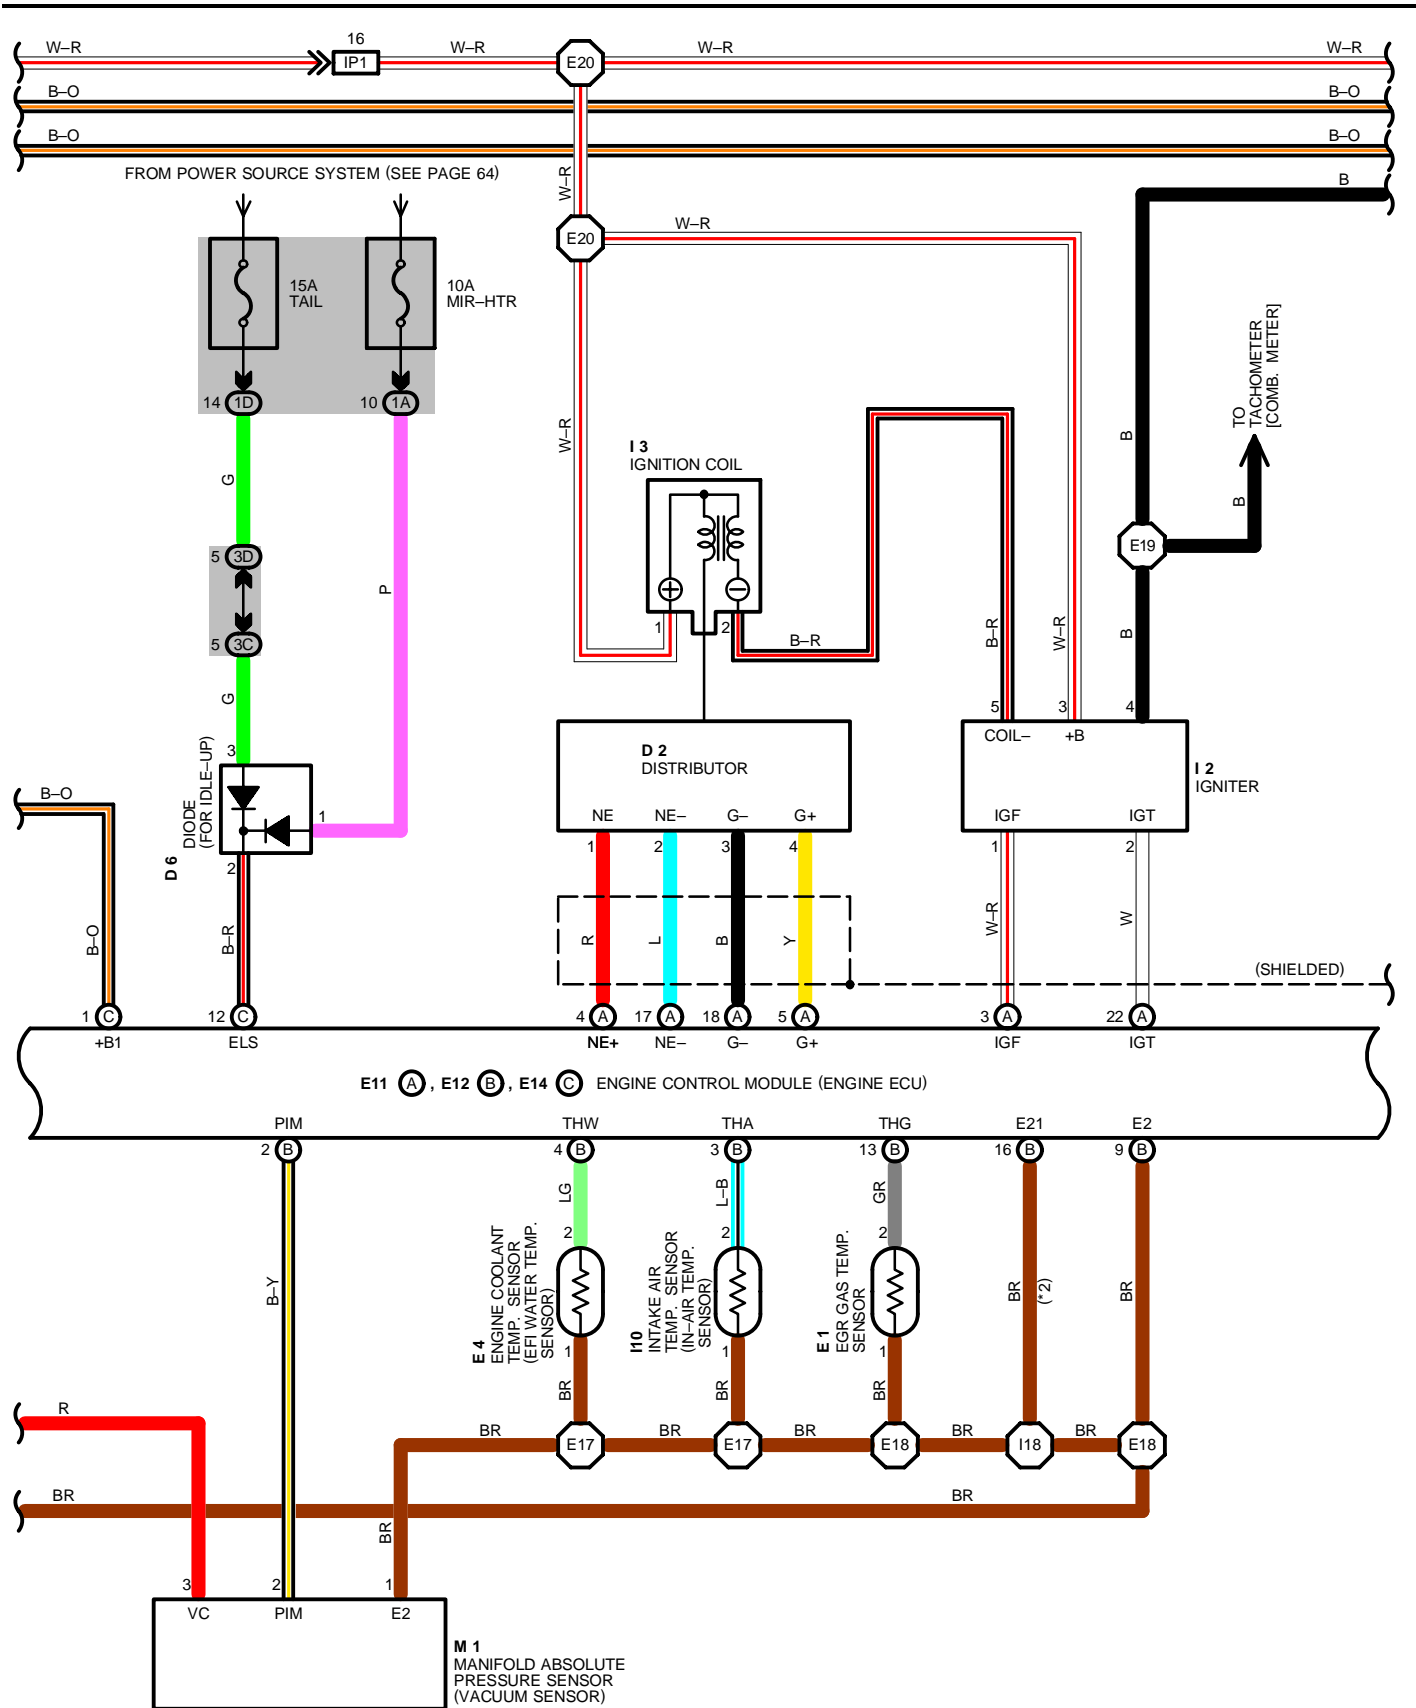 16
W–R
IP1
W–R
E20
W–R
W–R
B–O
B–O
B–O
B–O
FROM POWER SOURCE SYSTEM (SEE PAGE 64)
W–R
B
E20
W–R
15A
TAIL
10A
MIR–HTR
14 1D
10 1A
TO
TACHOMETER
[COMB. METER]
W–R
B
I 3
IGNITION COIL
G
B
5 3D
E19
P
1
2
B–R
B–R
W–R
B
5 3C
G
5
3
4
COIL–
+B
3
DIODE
(FOR IDLE–UP)
D 6
1
2
D 2
DISTRIBUTOR
I 2
IGNITER
B–O
NE
NE–
G–
G+
IGF
IGT
1
2
3
4
1
2
B–O
B–R
R
L
B
Y
W–R
W
(SHIELDED)
1 C
12 C
4 A
17 A
18 A
5 A
3 A
22 A
+B1
ELS
NE+
NE–
G–
G+
IGF
IGT
E11 A , E12 B , E14 C ENGINE CONTROL MODULE (ENGINE ECU)
PIM
THW
THA
THG
E21
E2
2 B
4 B
3 B
13 B
16 B
9 B
LG
L–B
GR
2
2
2
B–Y
E 4
ENGINE COOLANT
TEMP. SENSOR
(EFI WATER TEMP.
SENSOR)
I10
INTAKE AIR
TEMP. SENSOR
(IN–AIR TEMP.
SENSOR)
E 1
EGR GAS TEMP.
SENSOR
BR
(*2)
BR
1
1
1
BR
BR
BR
R
BR
E17
BR
E17
BR
E18
BR
I18
BR
E18
BR
BR
BR
3
2
1
VC
PIM
E2
M 1
MANIFOLD ABSOLUTE
PRESSURE SENSOR
(VACUUM SENSOR)